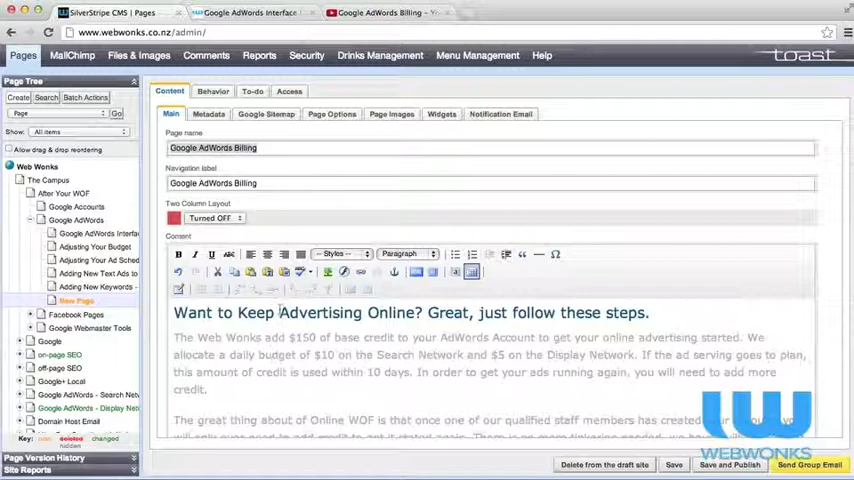 SilverStripe CMS | Pages
Google AdWords Interface
Google AdWords Billing - Yo
www.webwonks.co.nz/admin/
Pages MailChimp Files & Images Comments Reports Security Drinks Management Menu Management Help
toast
Page Tree
Create Search Batch Actions
Page Go
Show: All items
Allow drag & drop reordering
Web Wonks
The Campus
After Your WOF
Google Accounts
Google AdWords
Google AdWords Interfa
Adjusting Your Budget
Adjusting Your Ad Sched
Adding New Text Ads to
Adding New Keywords -
New Page
Facebook Pages
Google Webmaster Tools
Google
on-page SEO
off-page SEO
Google+ Local
Google AdWords - Search Net
Google AdWords - Display Net
Domain Host Email
Key: new deleted changed
hidden
Page Version History
Site Reports
Content Behavior To-do Access
Main Metadata Google Sitemap Page Options Page Images Widgets Notification Email
Page name
Google AdWords Billing
Navigation label
Google AdWords Billing
Two Column Layout
Turned OFF
Content
B I U ABC -- Styles -- Paragraph
Want to Keep Advertising Online? Great, just follow these steps.
The Web Wonks add $150 of base credit to your AdWords Account to get your online advertising started. We
allocate a daily budget of $10 on the Search Network and $5 on the Display Network. If the ad serving goes to plan,
this amount of credit is used within 10 days. In order to get your ads running again, you will need to add more
credit.
The great thing about of Online WOF is that once one of our qualified staff members has created
WEBWONKS
Delete from the draft site Save Save and Publish Send Group Email